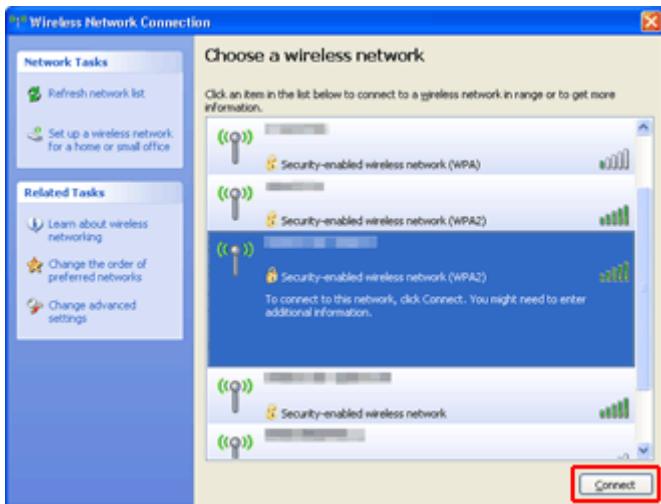 Wireless Network Connection
Network Tasks
Refresh network list
Set up a wireless network
for a home or small office
Related Tasks
Learn about wireless
networking
Change the order of
preferred networks
Change advanced
settings
Choose a wireless network
Click an item in the list below to connect to a wireless network in range or to get more
information.
Security-enabled wireless network (WPA)
Security-enabled wireless network (WPA2)
Security-enabled wireless network (WPA2)
To connect to this network, click Connect. You might need to enter
additional information.
Security-enabled wireless network
Connect